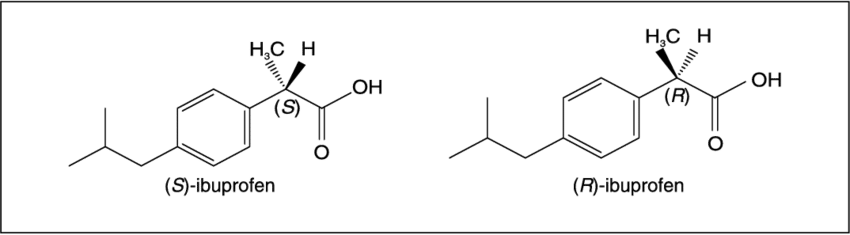 H₃C H
OH
(S)
O
(S)-ibuprofen
H₃C H
OH
(R)
O
(R)-ibuprofen